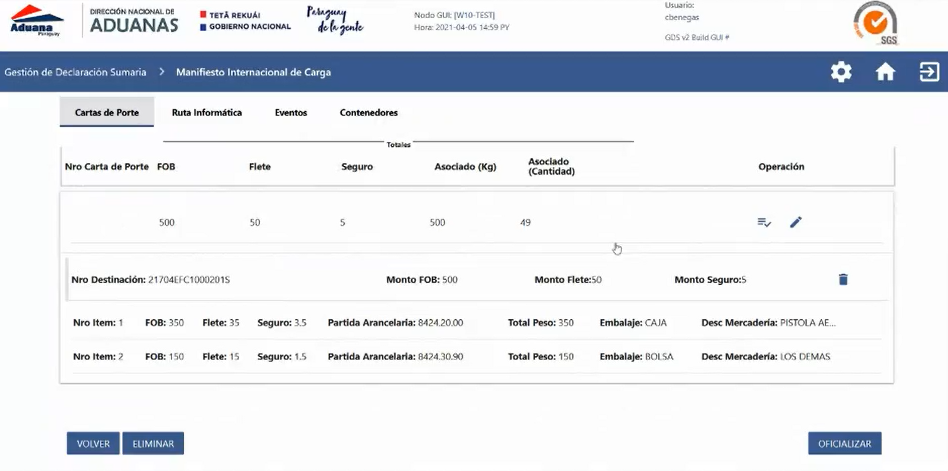 Aduana
Paraguay
DIRECCIÓN NACIONAL DE
ADUANAS
TETÃ REKUÁI
GOBIERNO NACIONAL
Paraguay
de la gente
Nodo GUI: [W10-TEST]
Hora: 2021-04-05 14:59 PY
Usuario:
cbenegas
GDS v2 Build GUI #
SGS
Gestión de Declaración Sumaria > Manifiesto Internacional de Carga
Cartas de Porte Ruta Informática Eventos Contenedores
Totales
Nro Carta de Porte FOB Flete Seguro Asociado (Kg) Asociado (Cantidad) Operación
500 50 5 500 49
Nro Destinación: 21704EFC1000201S Monto FOB: 500 Monto Flete:50 Monto Seguro:5
Nro Item: 1 FOB: 350 Flete: 35 Seguro: 3.5 Partida Arancelaria: 8424.20.00 Total Peso: 350 Embalaje: CAJA Desc Mercadería: PISTOLA AE...
Nro Item: 2 FOB: 150 Flete: 15 Seguro: 1.5 Partida Arancelaria: 8424.30.90 Total Peso: 150 Embalaje: BOLSA Desc Mercadería: LOS DEMAS
VOLVER ELIMINAR OFICIALIZAR